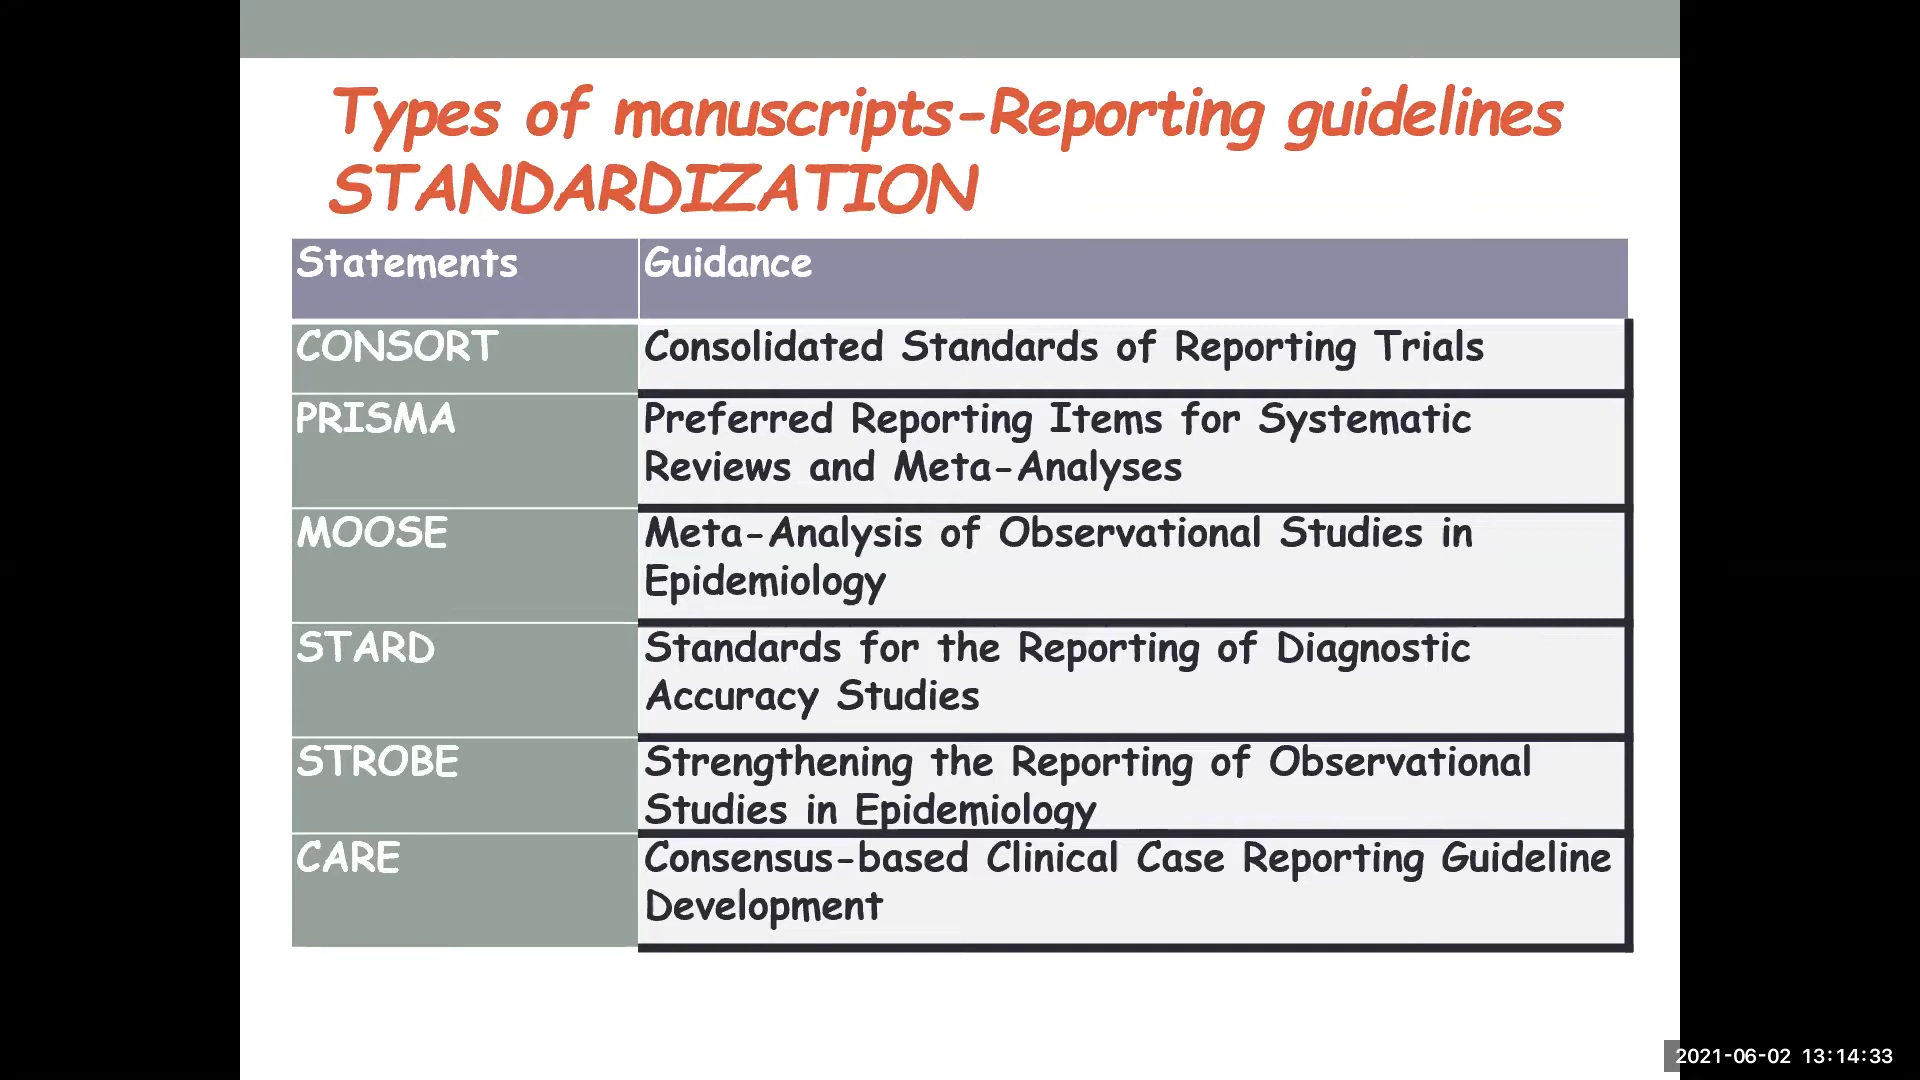 Types of manuscripts-Reporting guidelines
STANDARDIZATION
Statements
Guidance
CONSORT
Consolidated Standards of Reporting Trials
PRISMA
Preferred Reporting Items for Systematic
Reviews and Meta-Analyses
MOOSE
Meta-Analysis of Observational Studies in
Epidemiology
STARD
Standards for the Reporting of Diagnostic
Accuracy Studies
STROBE
Strengthening the Reporting of Observational
Studies in Epidemiology
CARE
Consensus-based Clinical Case Reporting Guideline
Development
2021-06-02 13:14:33